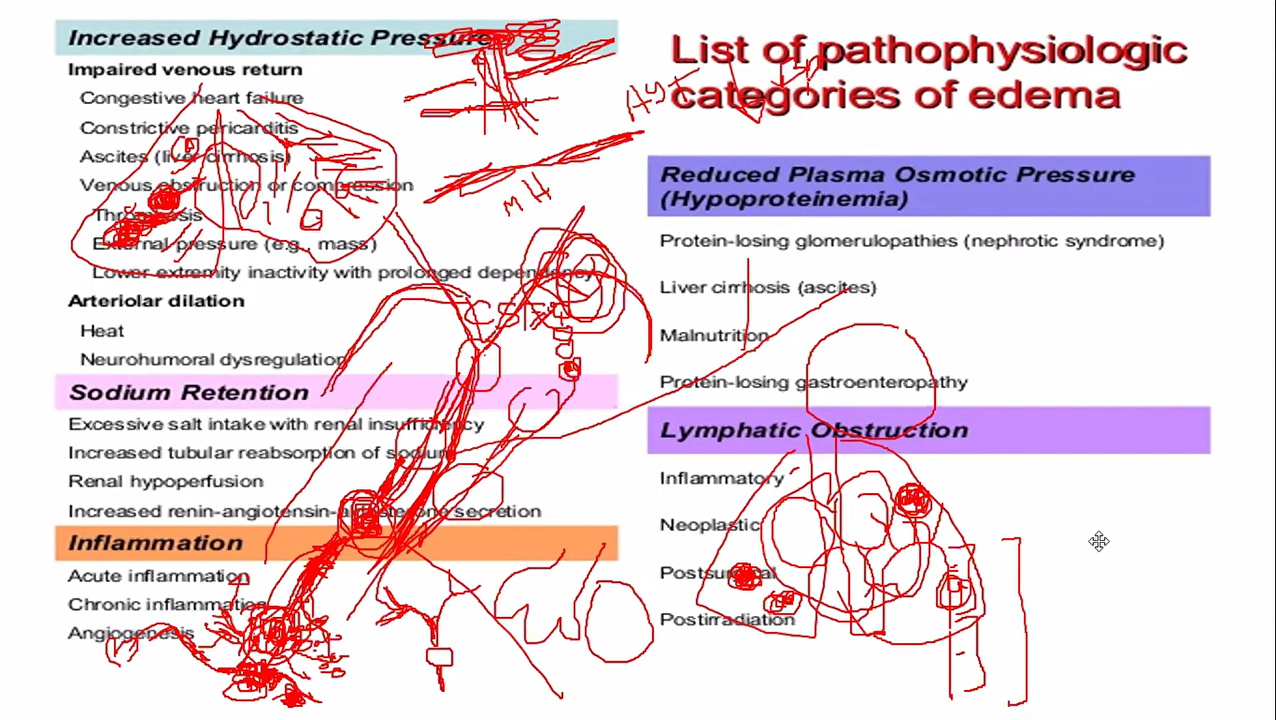 Increased Hydrostatic Pressure
Impaired venous return
Congestive heart failure
Constrictive pericarditis
Ascites (liver cirrhosis)
Venous obstruction or compression
Thrombosis
External pressure (e.g., mass)
Lower extremity inactivity with prolonged dependency
Arteriolar dilation
Heat
Neurohumoral dysregulation
Sodium Retention
Excessive salt intake with renal insufficiency
Increased tubular reabsorption of sodium
Renal hypoperfusion
Increased renin-angiotensin-aldosterone secretion
Inflammation
Acute inflammation
Chronic inflammation
Angiogenesis
List of pathophysiologic
categories of edema
Reduced Plasma Osmotic Pressure
(Hypoproteinemia)
Protein-losing glomerulopathies (nephrotic syndrome)
Liver cirrhosis (ascites)
Malnutrition
Protein-losing gastroenteropathy
Lymphatic Obstruction
Inflammatory
Neoplastic
Postsurgical
Postirradiation